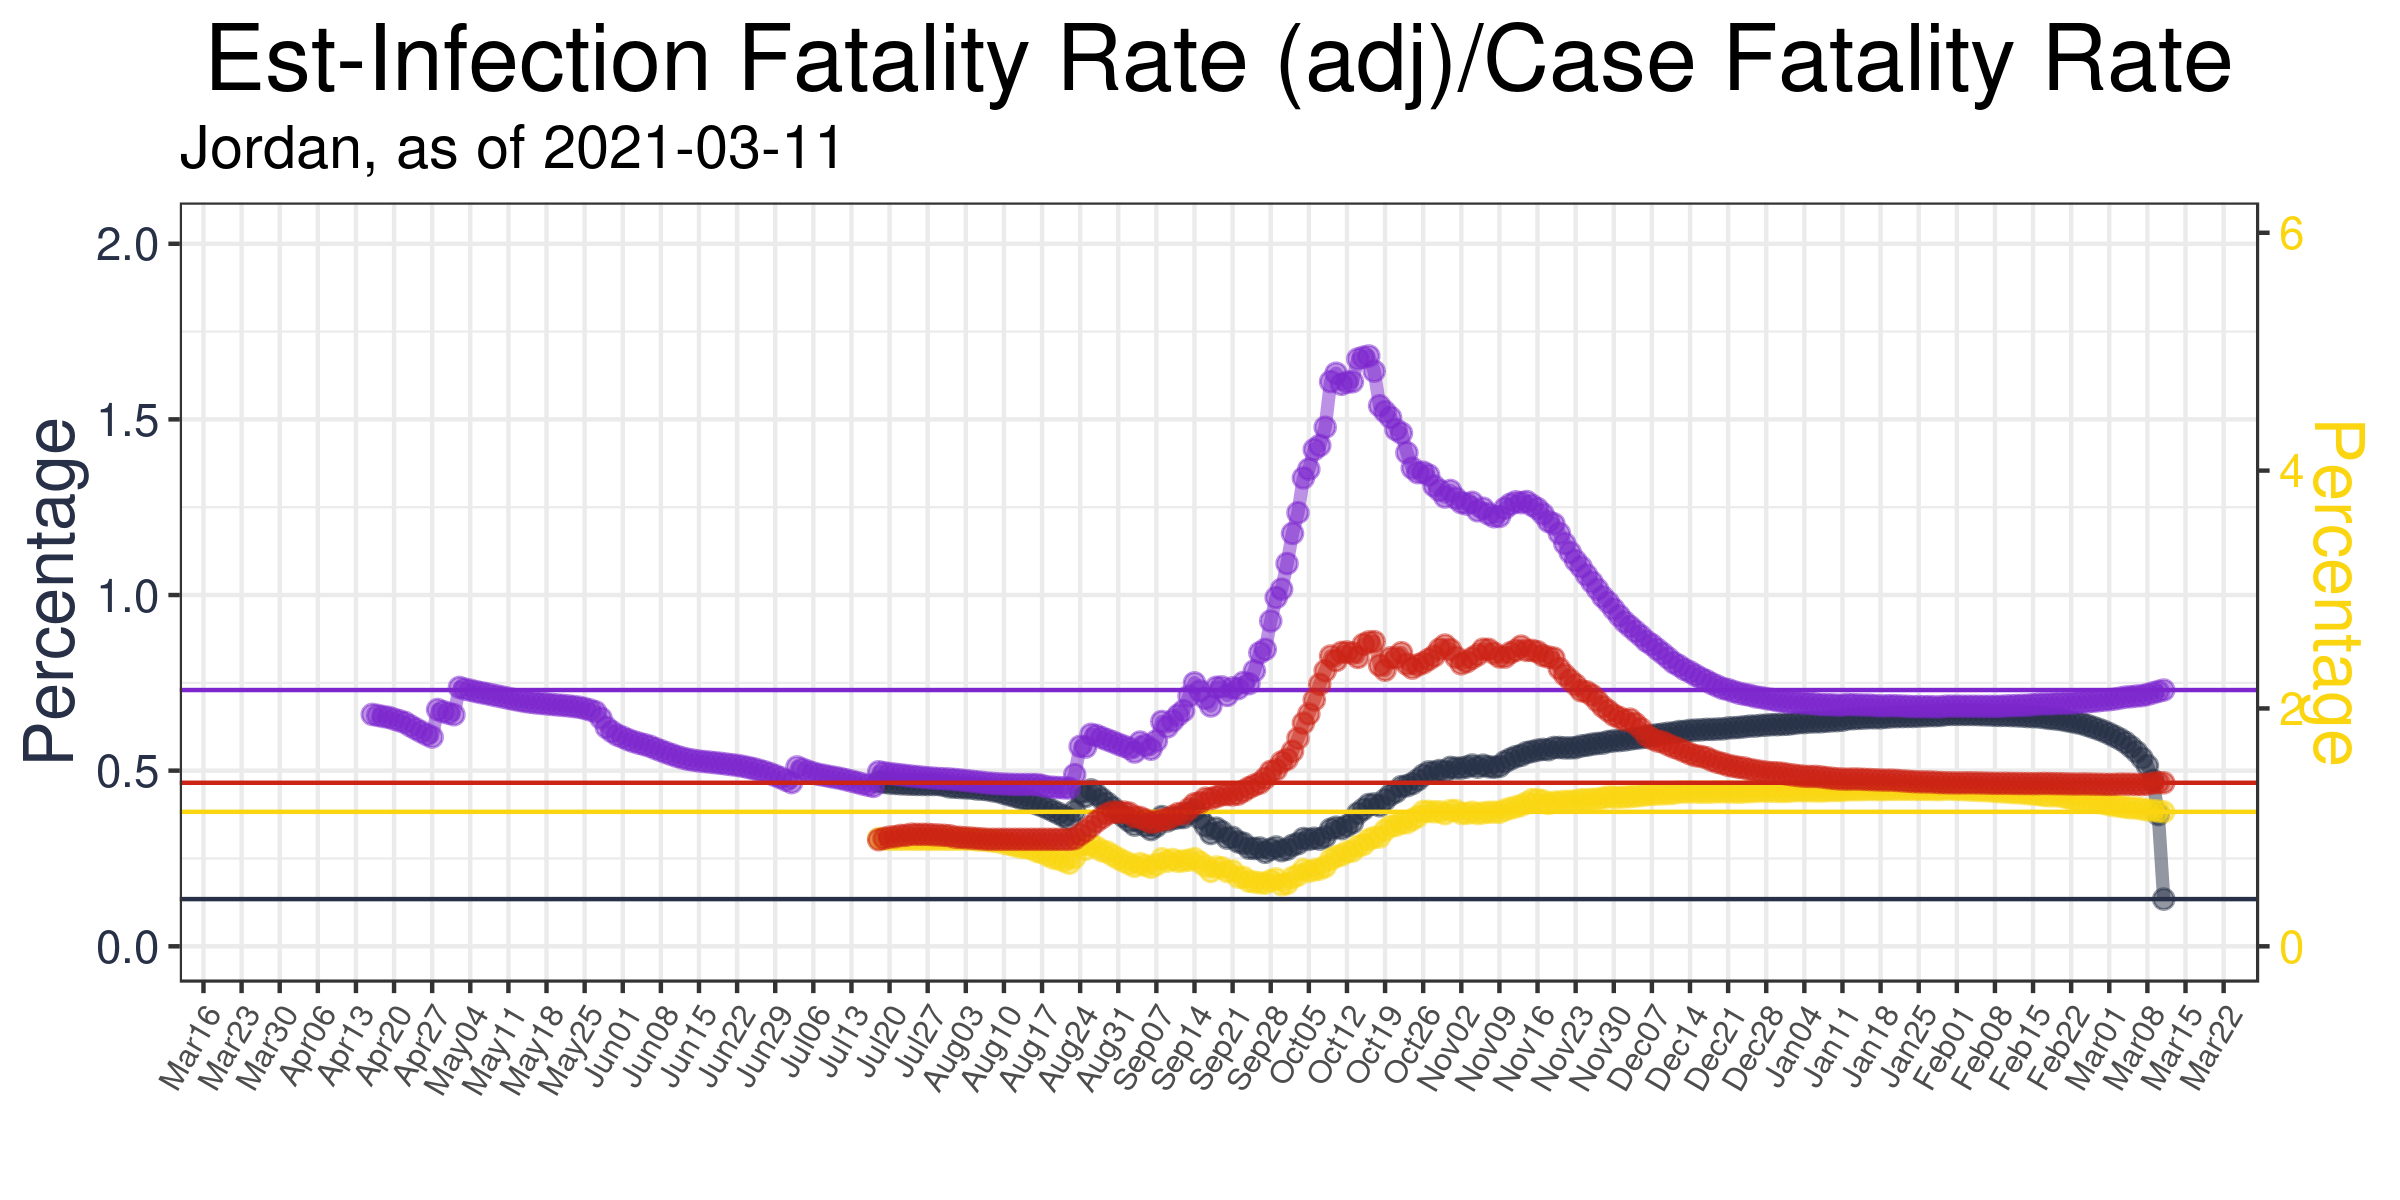 Est-Infection Fatality Rate (adj)/Case Fatality Rate
Jordan, as of 2021-03-11
Percentage
2.0
1.5
1.0
0.5
0.0
6
4
2
0
Percentage
Mar16 Mar23 Mar30 Apr06 Apr13 Apr20 Apr27 May04 May11 May18 May25 Jun01 Jun08 Jun15 Jun22 Jun29 Jul06 Jul13 Jul20 Jul27 Aug03 Aug10 Aug17 Aug24 Aug31 Sep07 Sep14 Sep21 Sep28 Oct05 Oct12 Oct19 Oct26 Nov02 Nov09 Nov16 Nov23 Nov30 Dec07 Dec14 Dec21 Dec28 Jan04 Jan11 Jan18 Jan25 Feb01 Feb08 Feb15 Feb22 Mar01 Mar08 Mar15 Mar22